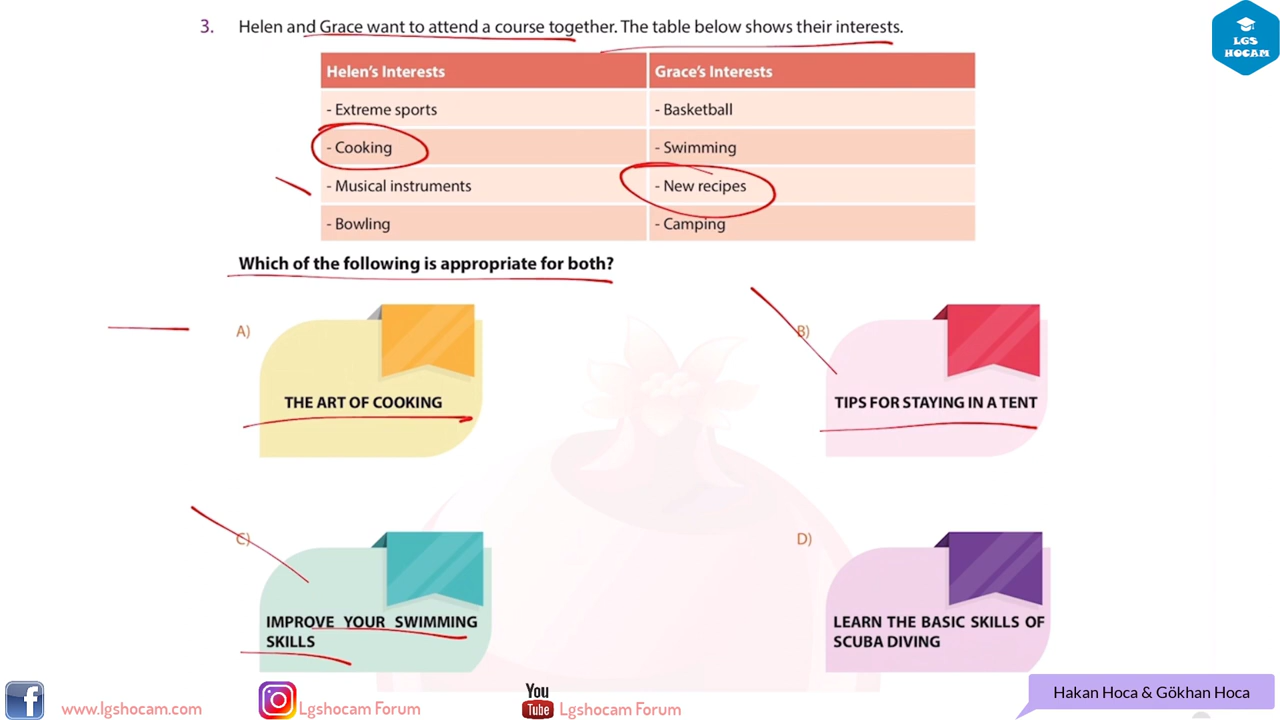 3. Helen and Grace want to attend a course together. The table below shows their interests.
LGS
HOCAM
Helen's Interests Grace's Interests
- Extreme sports - Basketball
- Cooking - Swimming
- Musical instruments - New recipes
- Bowling - Camping
Which of the following is appropriate for both?
A) B)
THE ART OF COOKING TIPS FOR STAYING IN A TENT
C) D)
IMPROVE YOUR SWIMMING
SKILLS
LEARN THE BASIC SKILLS OF
SCUBA DIVING
www.lgshocam.com Lgshocam Forum You Tube Lgshocam Forum
Hakan Hoca & Gökhan Hoca